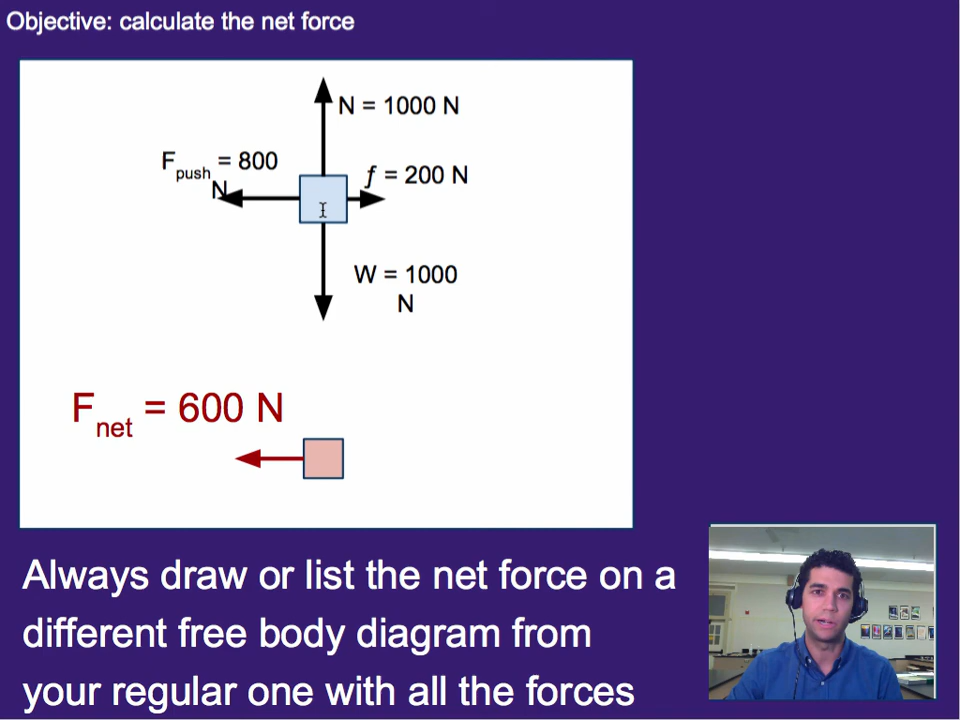 Objective: calculate the net force
N = 1000 N
F push = 800
N
ƒ = 200 N
W = 1000
N
F net = 600 N
Always draw or list the net force on a
different free body diagram from
your regular one with all the forces